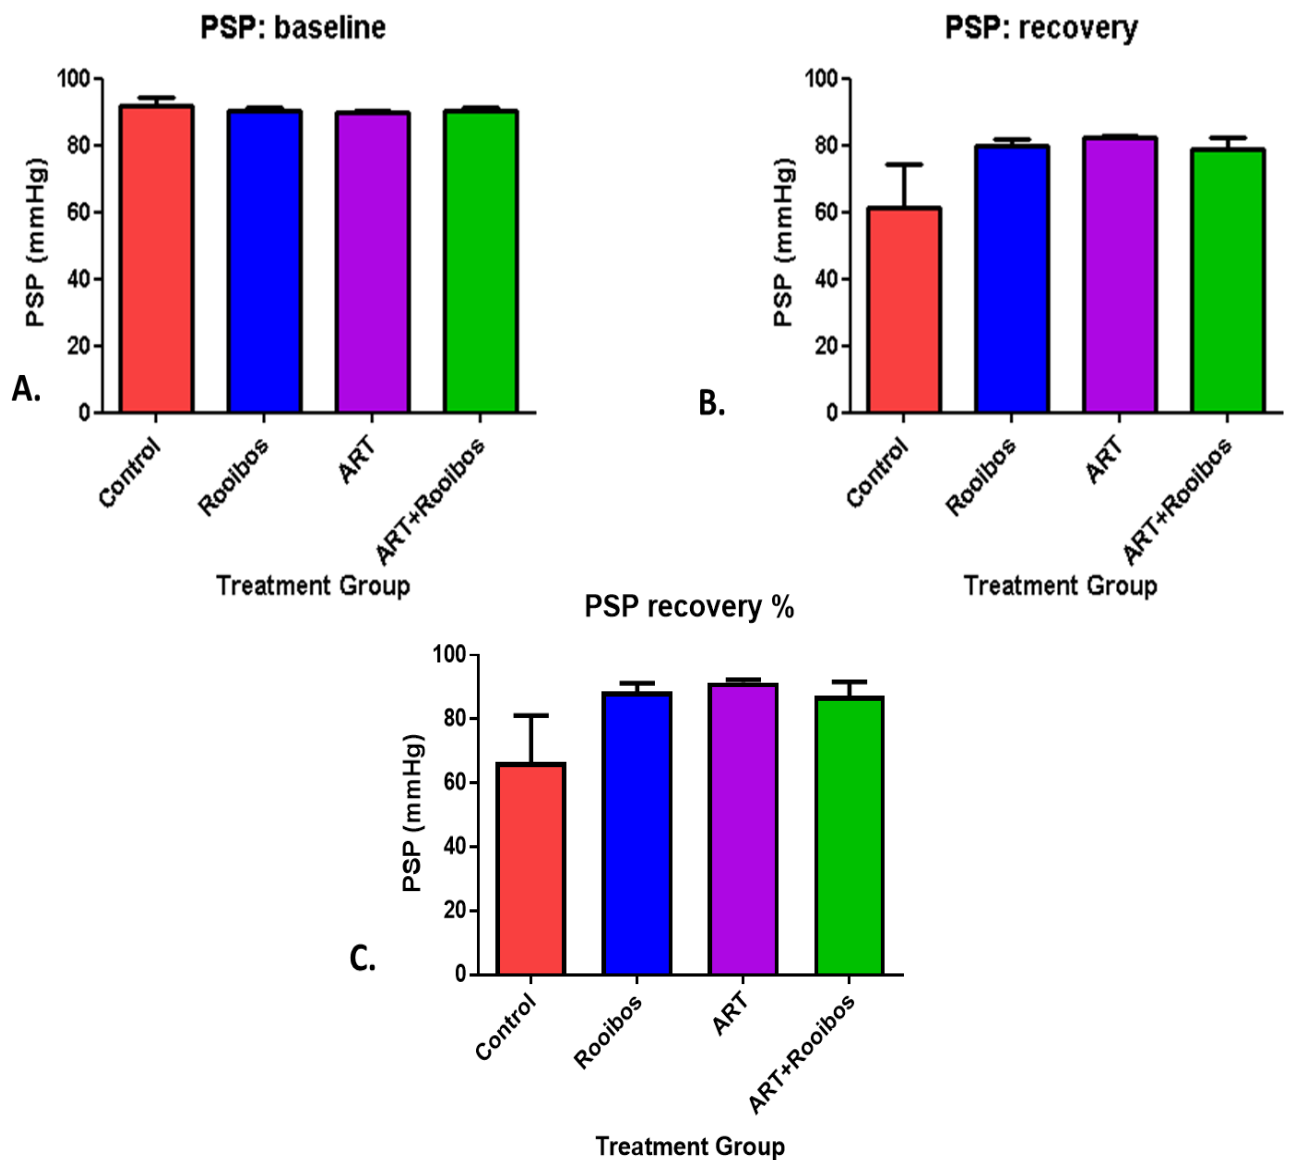 PSP: baseline
100
80
60
40
20
0
PSP (mmHg)
A.
Control
Rooibos
ART
ART+Rooibos
Treatment Group
PSP: recovery
100
80
60
40
20
0
PSP (mmHg)
B.
Control
Rooibos
ART
ART+Rooibos
Treatment Group
PSP recovery %
100
80
60
40
20
0
PSP (mmHg)
C.
Control
Rooibos
ART
ART+Rooibos
Treatment Group